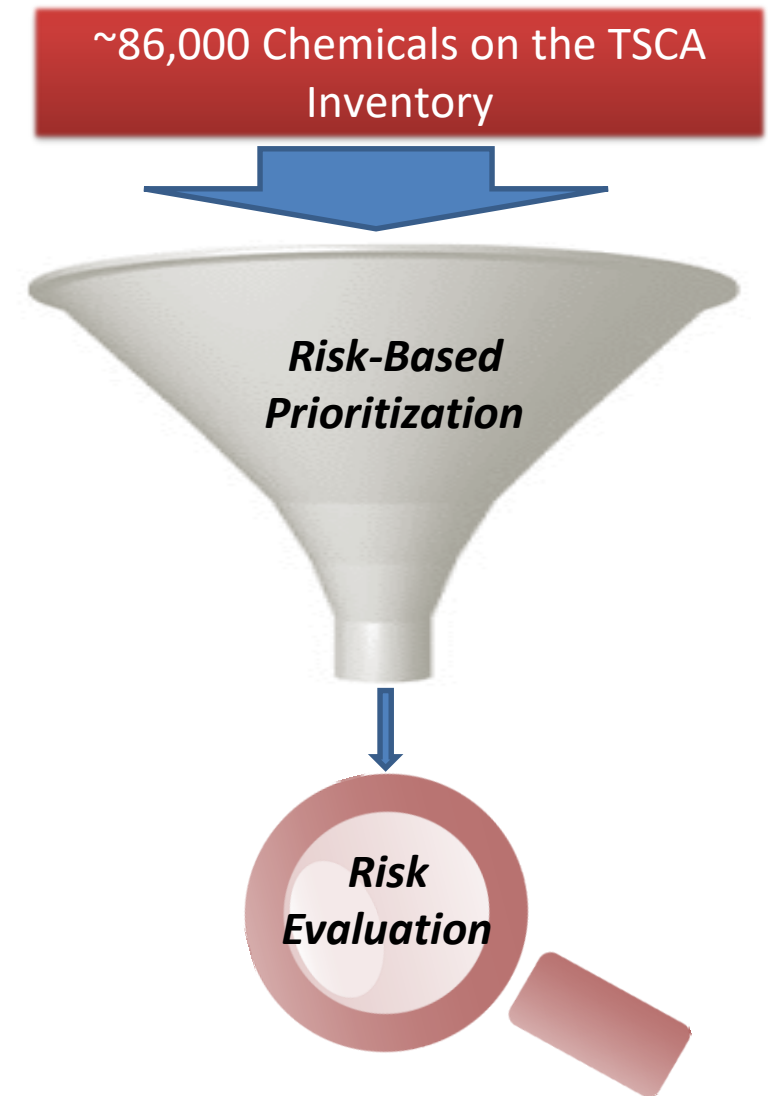 ~86,000 Chemicals on the TSCA
Inventory
Risk-Based
Prioritization
Risk
Evaluation